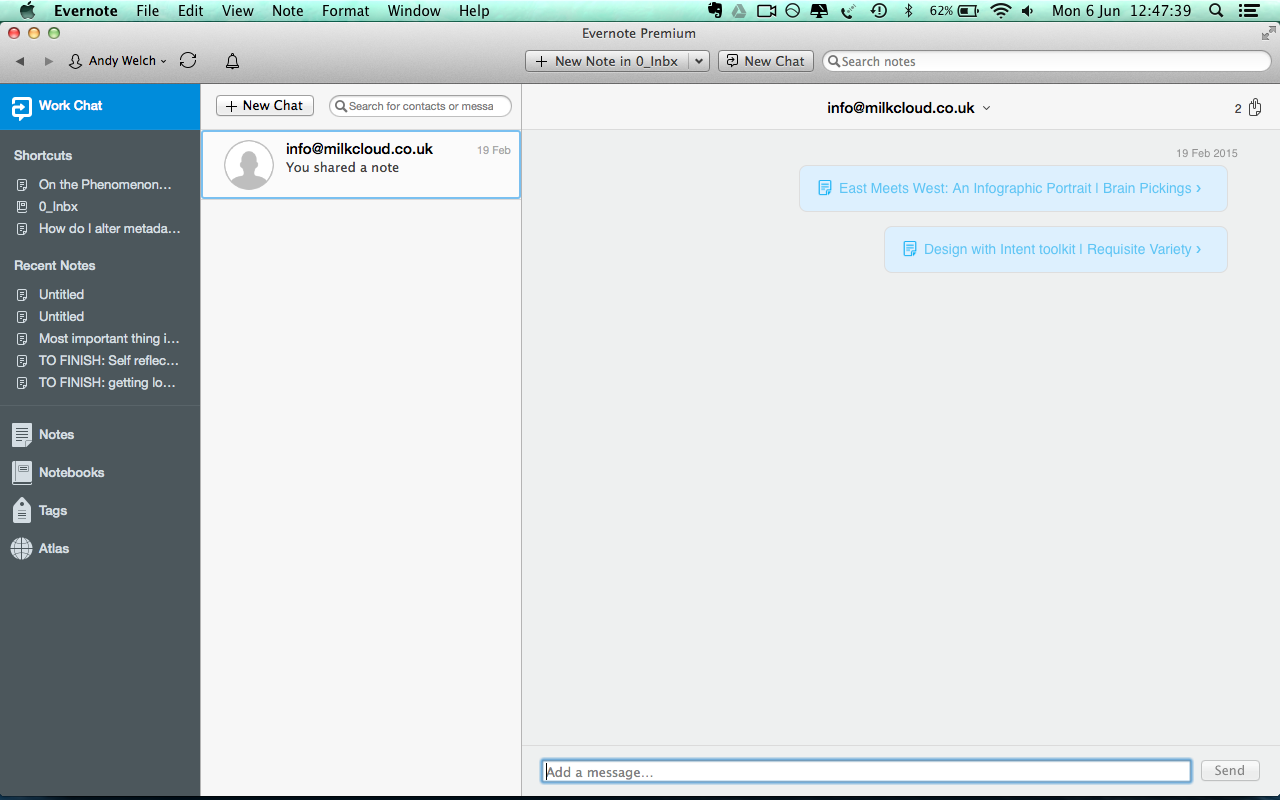 Evernote File Edit View Note Format Window Help 62% Mon 6 Jun 12:47:39
Evernote Premium
Andy Welch
New Note in 0_Inbx
New Chat
Search notes
Work Chat
Shortcuts
On the Phenomenon...
0_Inbx
How do I alter metada...
Recent Notes
Untitled
Untitled
Most important thing i...
TO FINISH: Self reflec...
TO FINISH: getting lo...
Notes
Notebooks
Tags
Atlas
New Chat
Search for contacts or messa
info@milkcloud.co.uk 19 Feb
You shared a note
info@milkcloud.co.uk
2
19 Feb 2015
East Meets West: An Infographic Portrait | Brain Pickings ›
Design with Intent toolkit | Requisite Variety ›
Add a message...
Send